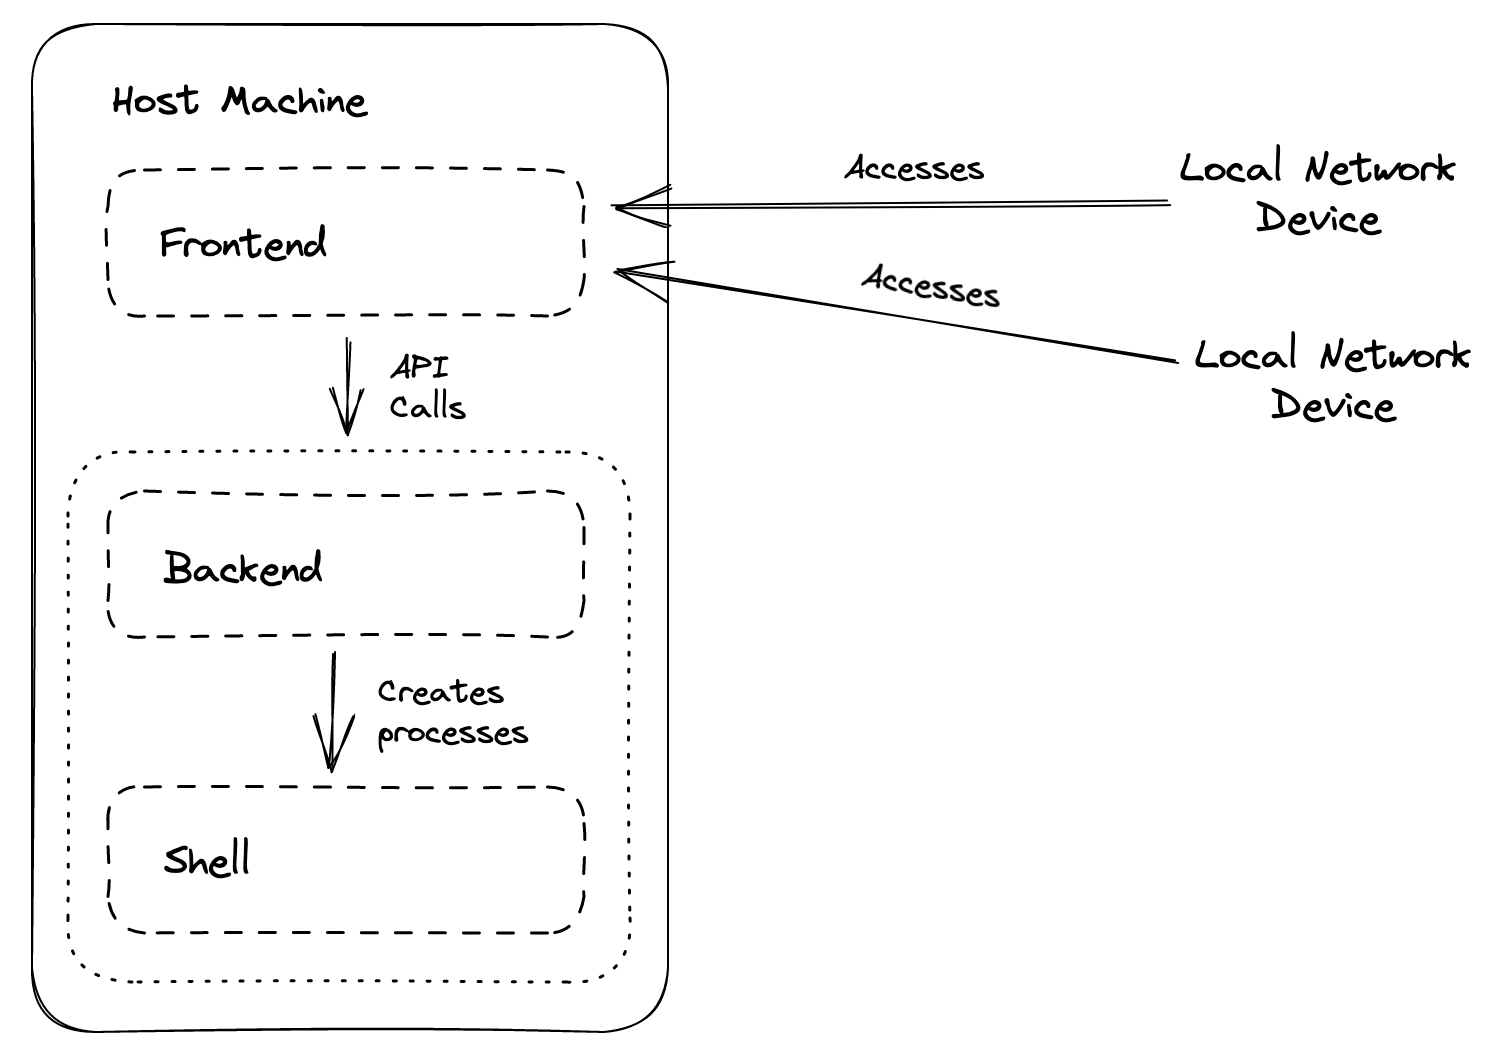 Host Machine
Frontend
API
Calls
Backend
Creates
processes
Shell
Accesses
Local Network
Device
Accesses
Local Network
Device